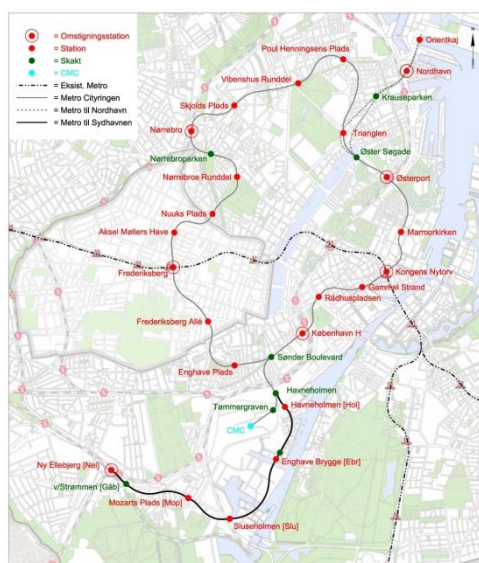 = Omstigningsstation
= Station
= Skakt
= CMC
= Eksist. Metro
= Metro Cityringen
= Metro til Nordhavn
= Metro til Sydhavnen
Orientkaj
Poul Henningsens Plads
Nordhavn
Vibenshus Runddel
Krauseparken
Skjolds Plads
Trianglen
Nørrebro
Nørrebroparken
Øster Søgade
Nørrebros Runddel
Østerport
Nuuks Plads
Aksel Møllers Have
Marmorkirken
Frederiksberg
Kongens Nytorv
Gammel Strand
Rådhuspladsen
Frederiksberg Allé
København H
Sønder Boulevard
Enghave Plads
Havneholmen
Tømmergraven
Havneholmen [Hol]
CMC
Enghave Brygge [Ebr]
Ny Ellebjerg [Nel]
v/Strømmen [Gåb]
Mozarts Plads [Mop]
Sluseholmen [Slu]